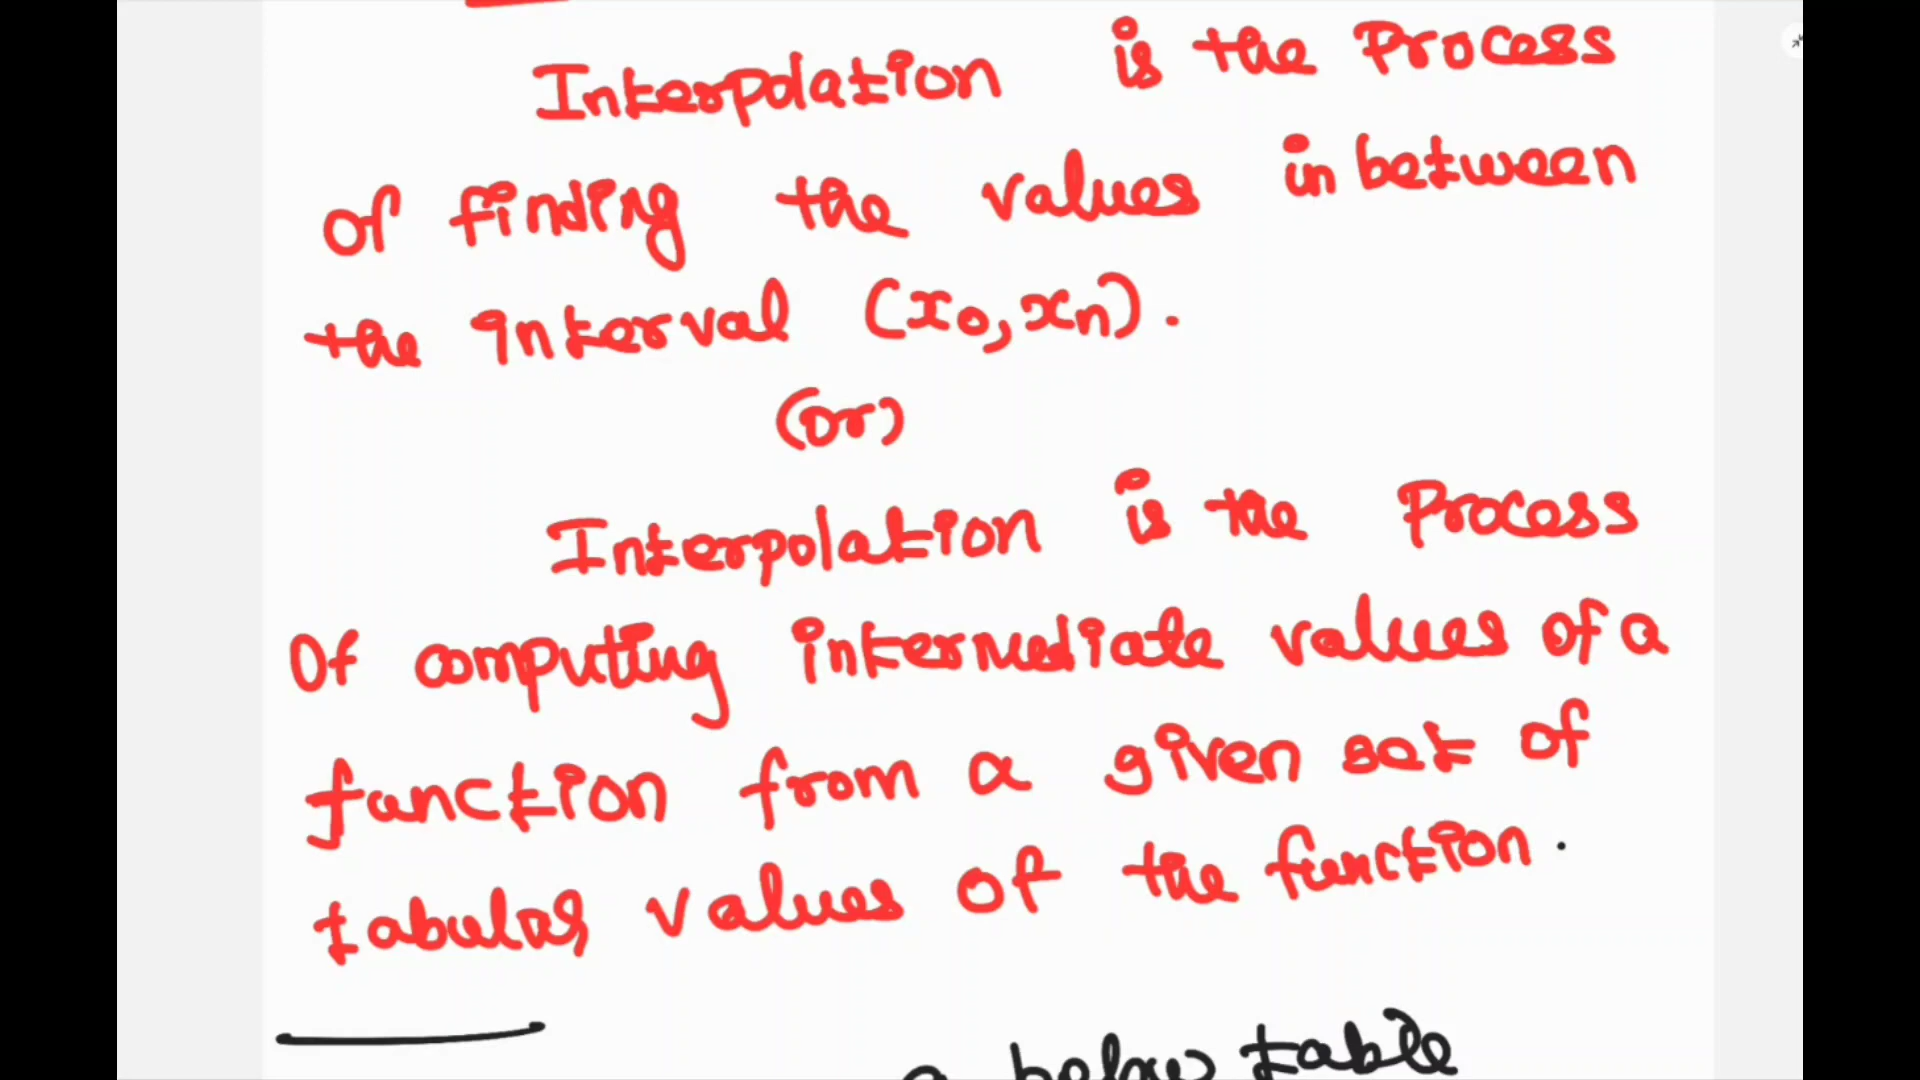 Interpolation is the Process
of finding the values in between
the interval (x0, xn).
(or)
Interpolation is the Process
Of computing intermediate values of a
function from a given set of
tabular values of the function.
below table